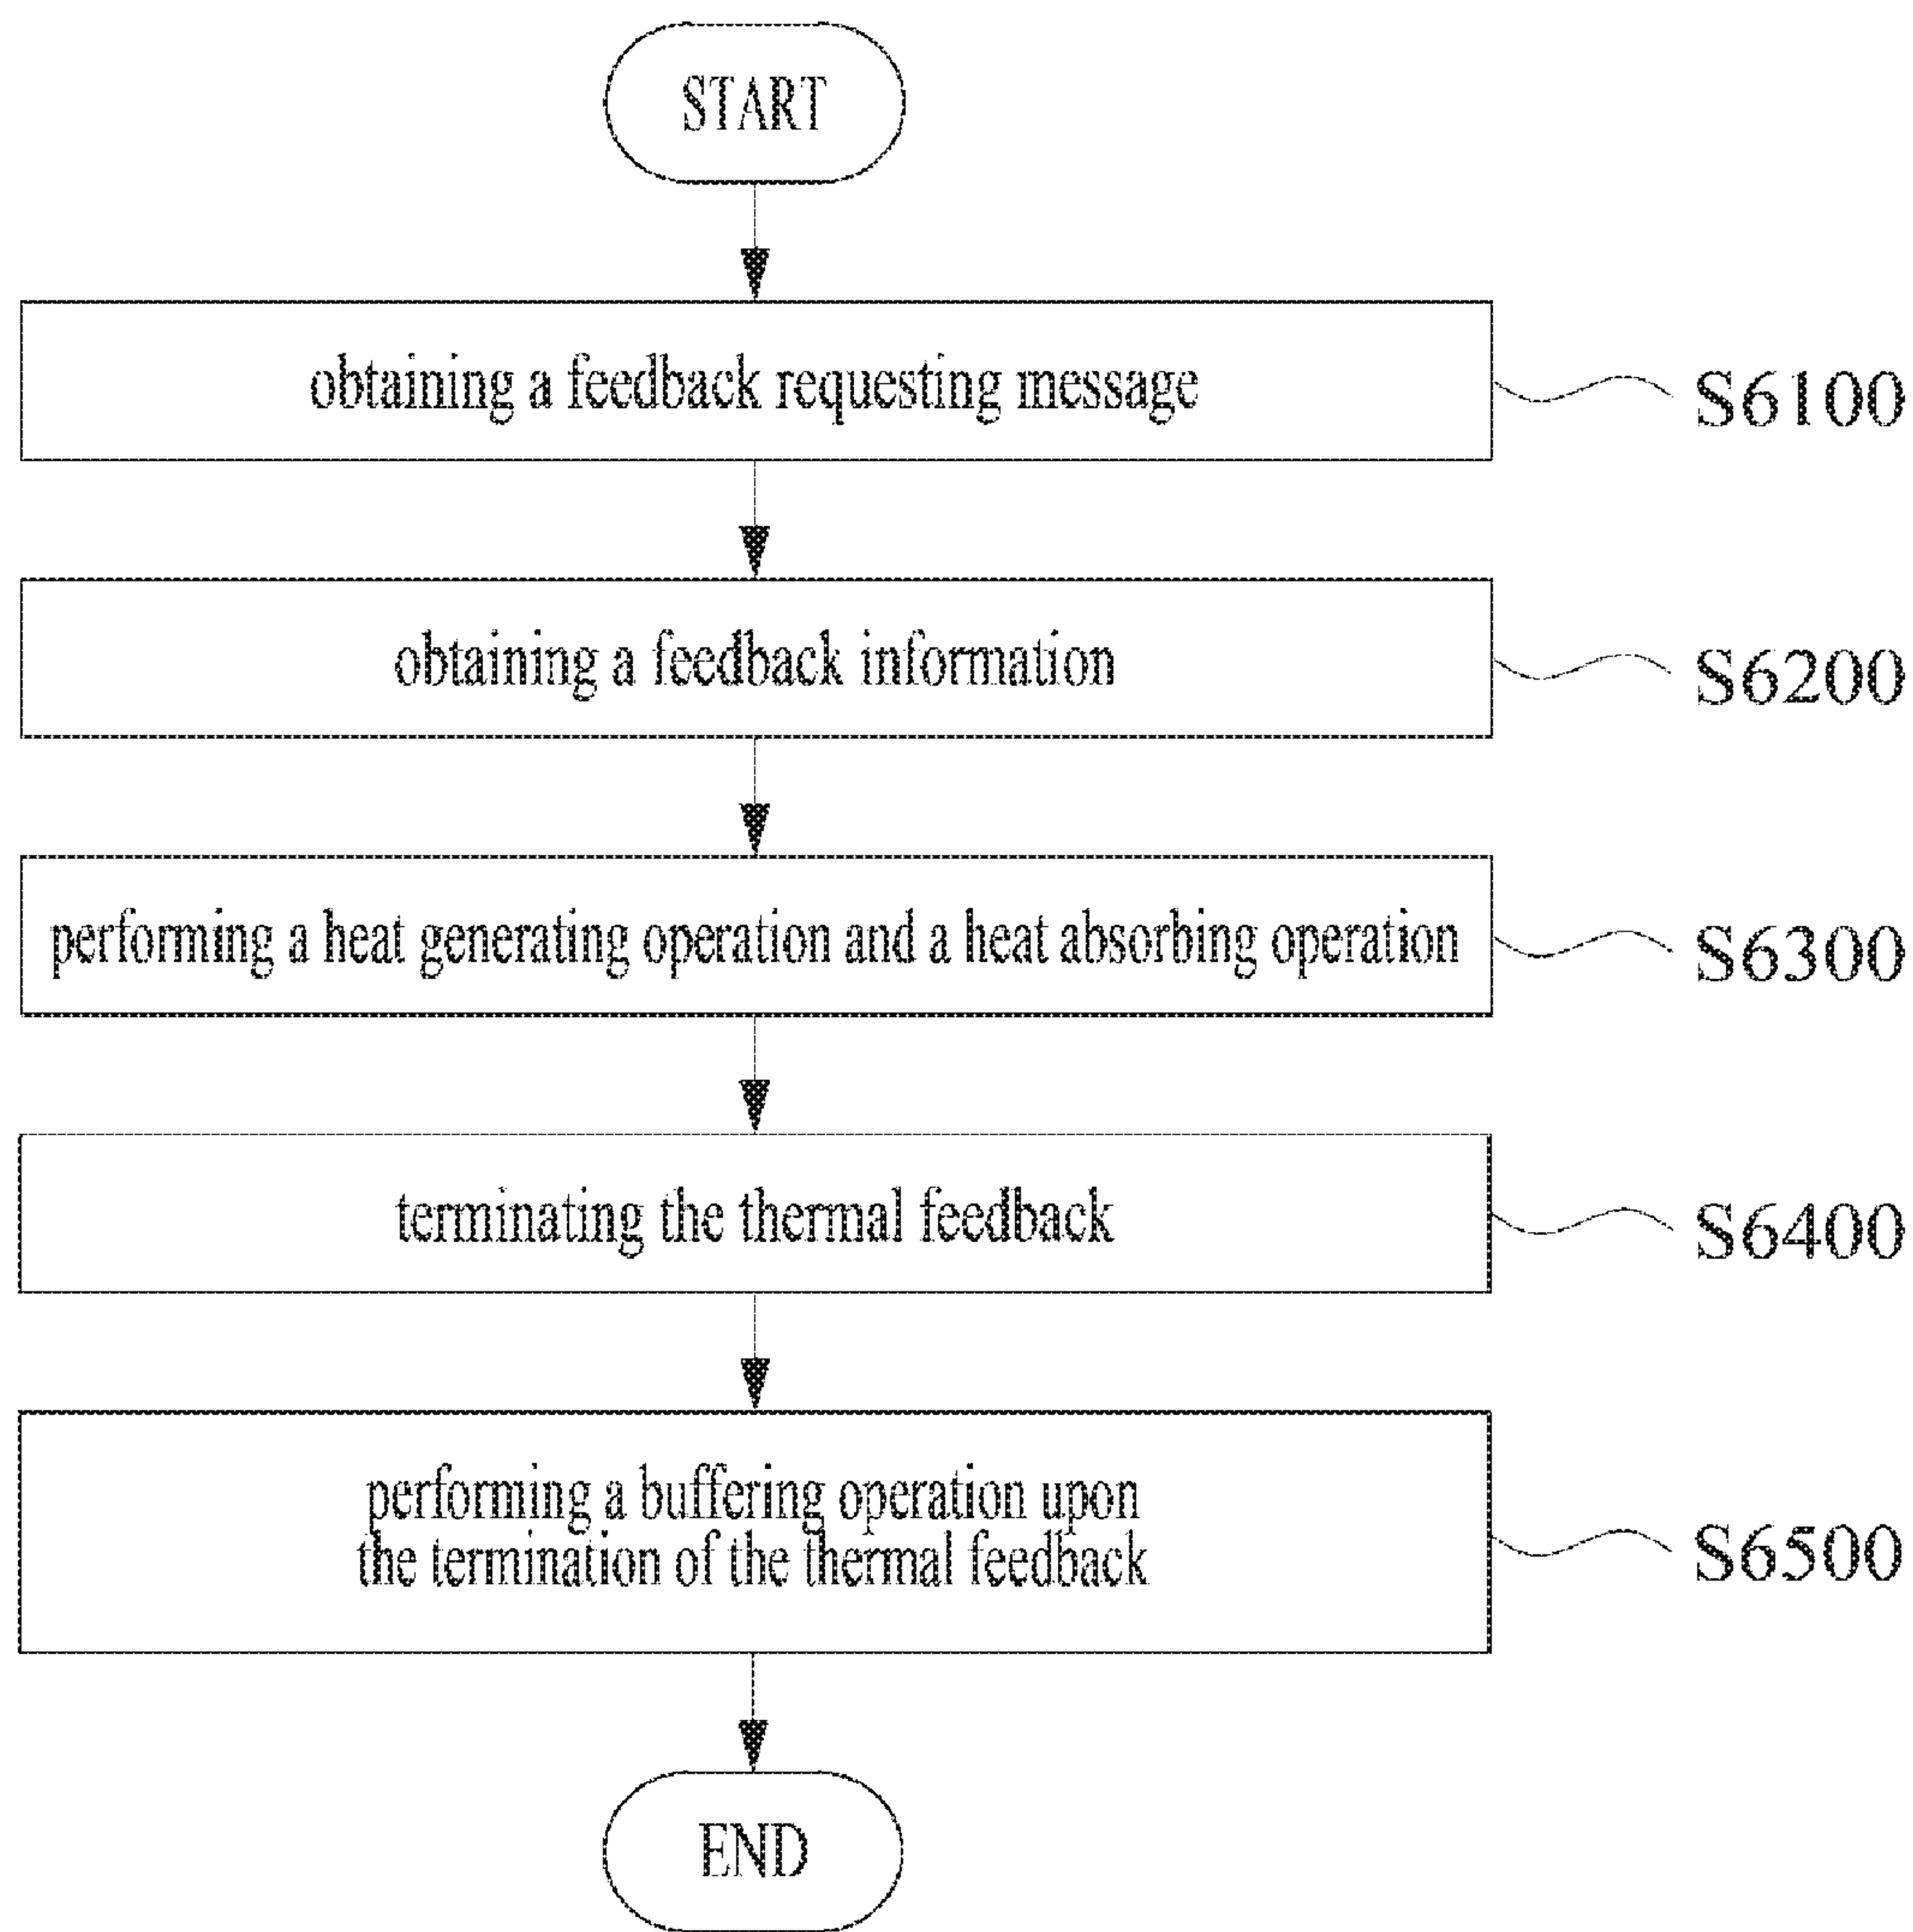 START
obtaining a feedback requesting message
S6100
obtaining a feedback information
S6200
performing a heat generating operation and a heat absorbing operation
S6300
terminating the thermal feedback
S6400
performing a buffering operation upon
the termination of the thermal feedback
S6500
END